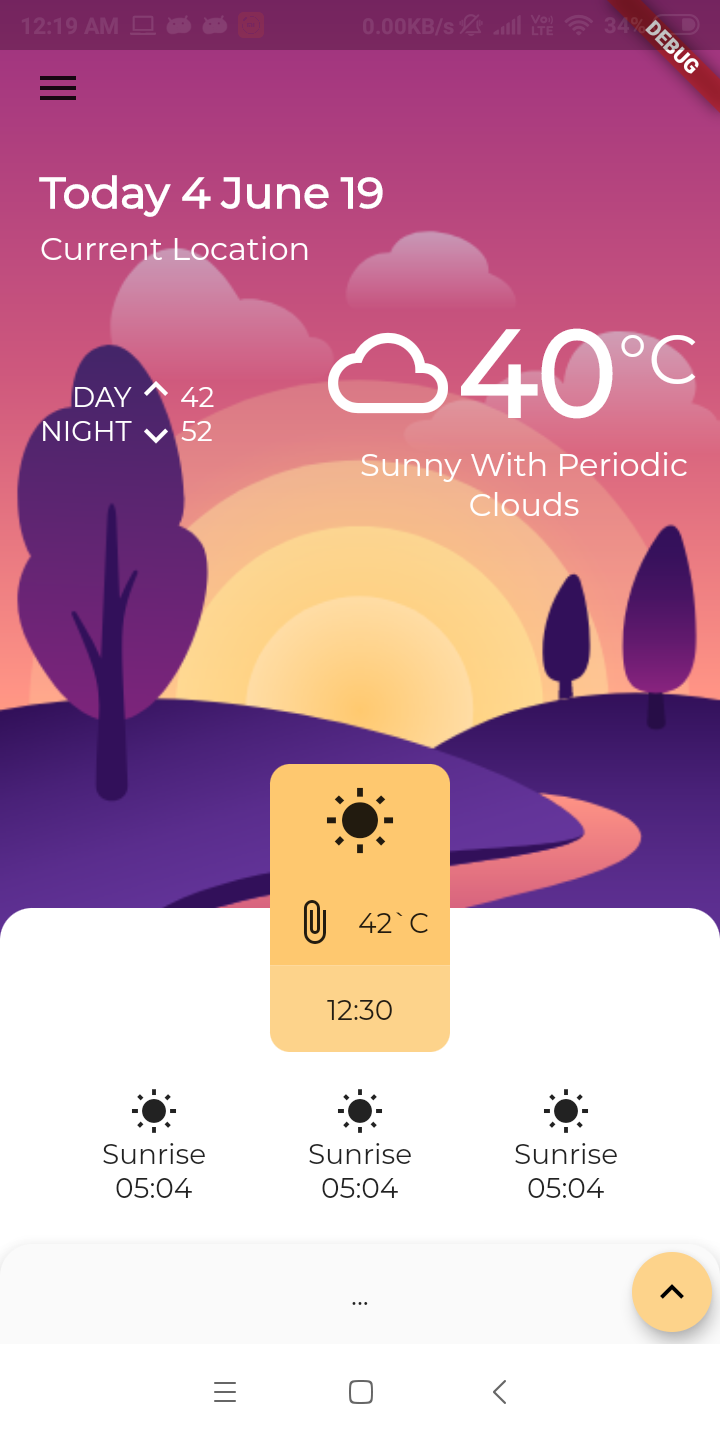 12:19 AM 0.00KB/s Vo) LTE 34%
DEBUG
Today 4 June 19
Current Location
40°C
DAY 42
NIGHT 52
Sunny With Periodic
Clouds
42`C
12:30
Sunrise Sunrise Sunrise
05:04 05:04 05:04
...